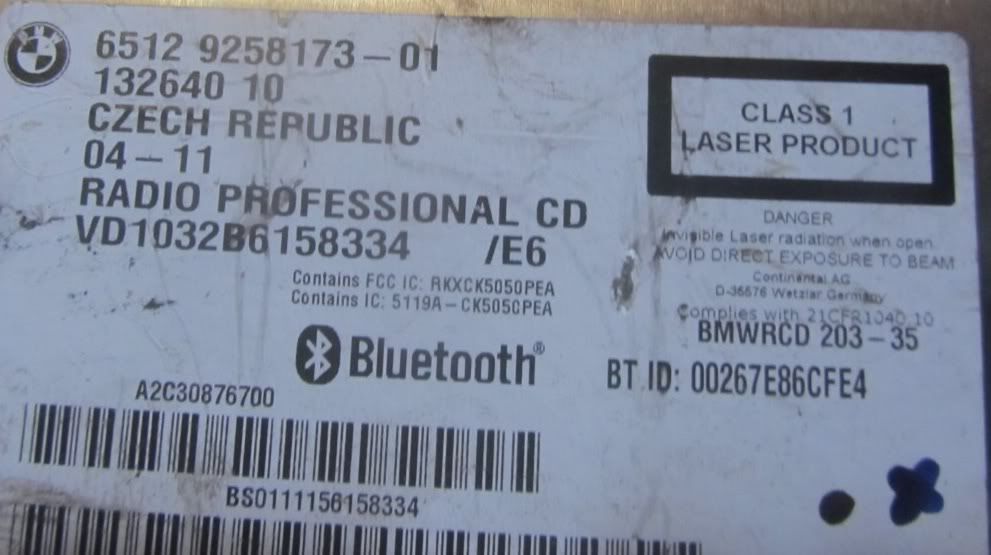 BMW
6512 9258173-01
132640 10
CZECH REPUBLIC
04-11
RADIO PROFESSIONAL CD
VD1032B6158334 /E6
Contains FCC IC: RKXCK5050PEA
Contains IC: 5119A-CK5050PEA
Bluetooth®
A2C30876700
BS0111156158334
CLASS 1
LASER PRODUCT
DANGER
Invisible Laser radiation when open
AVOID DIRECT EXPOSURE TO BEAM
Continental AG
D-35576 Wetzlar Germany
Complies with 21CFR1040.10
BMWRCD 203-35
BT ID: 00267E86CFE4